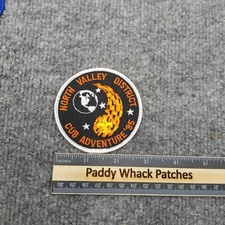 NORTH VALLEY DISTRICT
CUB ADVENTURE '95
Paddy Whack Patches